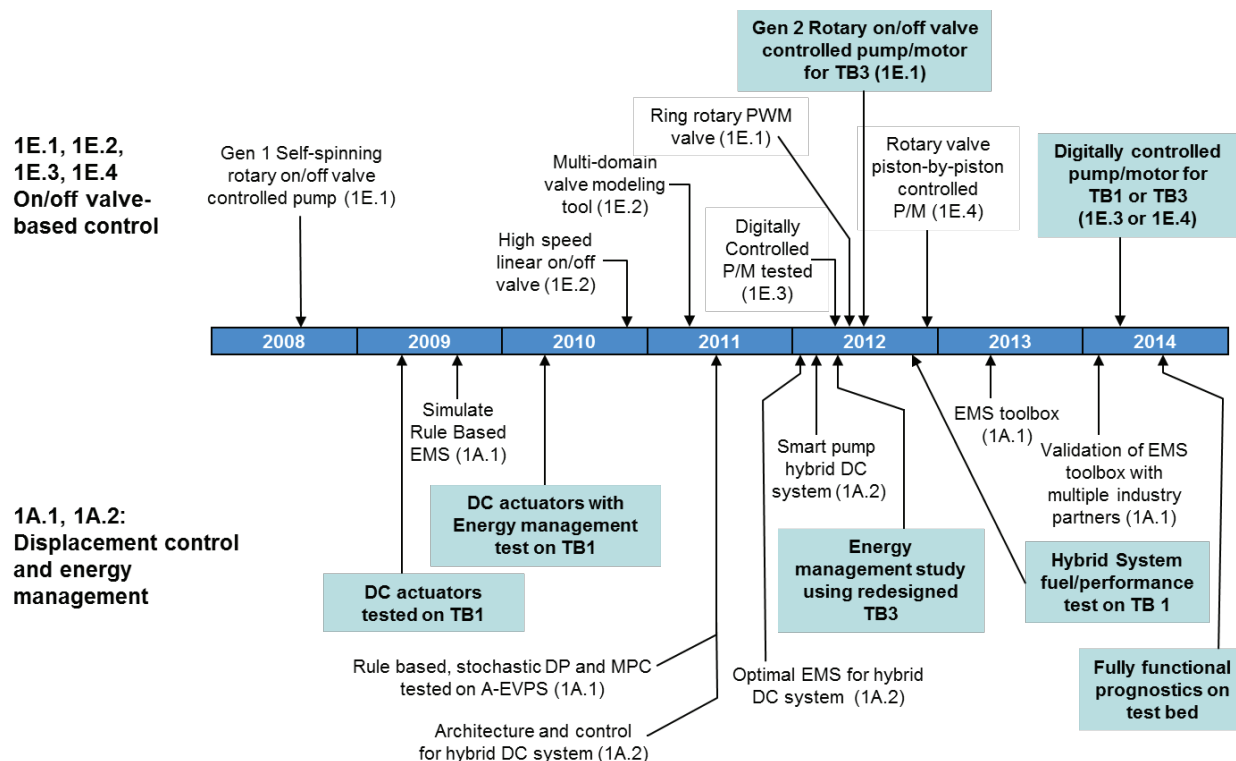 1E.1, 1E.2,
1E.3, 1E.4
On/off valve-
based control
Gen 1 Self-spinning
rotary on/off valve
controlled pump (1E.1)
High speed
linear on/off
valve (1E.2)
Multi-domain
valve modeling
tool (1E.2)
Ring rotary PWM
valve (1E.1)
Digitally
Controlled
P/M tested
(1E.3)
Gen 2 Rotary on/off valve
controlled pump/motor
for TB3 (1E.1)
Rotary valve
piston-by-piston
controlled
P/M (1E.4)
Digitally controlled
pump/motor for
TB1 or TB3
(1E.3 or 1E.4)
2008
2009
2010
2011
2012
2013
2014
1A.1, 1A.2:
Displacement control
and energy
management
DC actuators
tested on TB1
Simulate
Rule Based
EMS (1A.1)
DC actuators with
Energy management
test on TB1
Rule based, stochastic DP and MPC
tested on A-EVPS (1A.1)
Architecture and control
for hybrid DC system (1A.2)
Optimal EMS for hybrid
DC system (1A.2)
Smart pump
hybrid DC
system (1A.2)
Energy
management study
using redesigned
TB3
Hybrid System
fuel/performance
test on TB 1
EMS toolbox
(1A.1)
Validation of EMS
toolbox with
multiple industry
partners (1A.1)
Fully functional
prognostics on
test bed